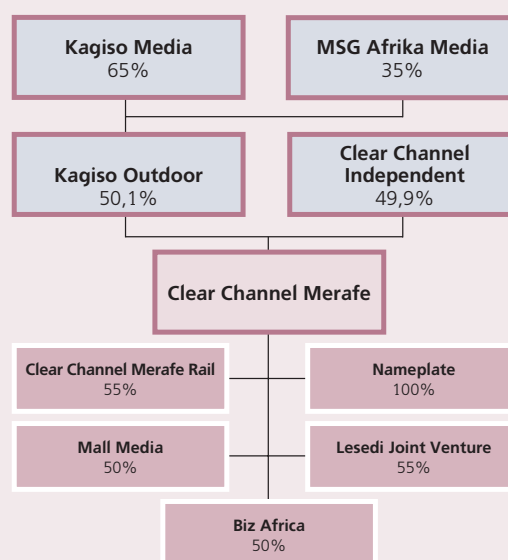 Kagiso Media
65%
MSG Afrika Media
35%
Kagiso Outdoor
50,1%
Clear Channel
Independent
49,9%
Clear Channel Merafe
Clear Channel Merafe Rail
55%
Nameplate
100%
Mall Media
50%
Lesedi Joint Venture
55%
Biz Africa
50%